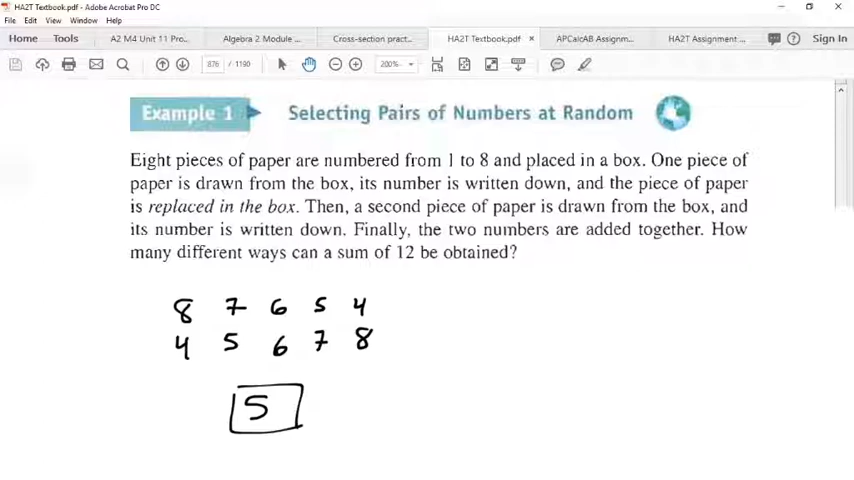 HA2T Textbook.pdf - Adobe Acrobat Pro DC
File Edit View Window Help
Home Tools A2 M4 Unit 11 Pro... Algebra 2 Module ... Cross-section pract... HA2T Textbook.pdf × APCalcAB Assignm... HA2T Assignment ... Sign In
876 / 1190 200%
Example 1 Selecting Pairs of Numbers at Random
Eight pieces of paper are numbered from 1 to 8 and placed in a box. One piece of
paper is drawn from the box, its number is written down, and the piece of paper
is replaced in the box. Then, a second piece of paper is drawn from the box, and
its number is written down. Finally, the two numbers are added together. How
many different ways can a sum of 12 be obtained?
8 7 6 5 4
4 5 6 7 8
5